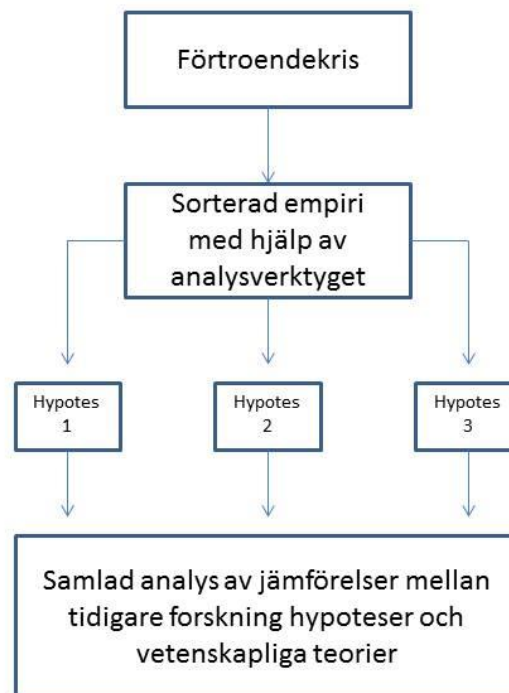 Förtroendekris
Sorterad empiri
med hjälp av
analysverktyget
Hypotes
1
Hypotes
2
Hypotes
3
Samlad analys av jämförelser mellan
tidigare forskning hypoteser och
vetenskapliga teorier